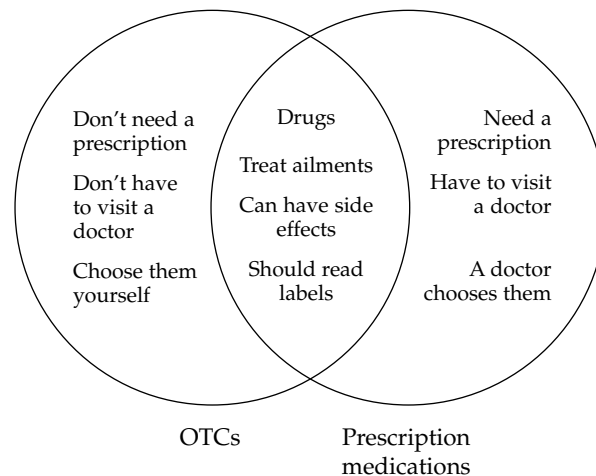 Don’t need a
prescription
Don’t have
to visit a
doctor
Choose them
yourself
Drugs
Treat ailments
Can have side
effects
Should read
labels
Need a
prescription
Have to visit
a doctor
A doctor
chooses them
OTCs
Prescription
medications